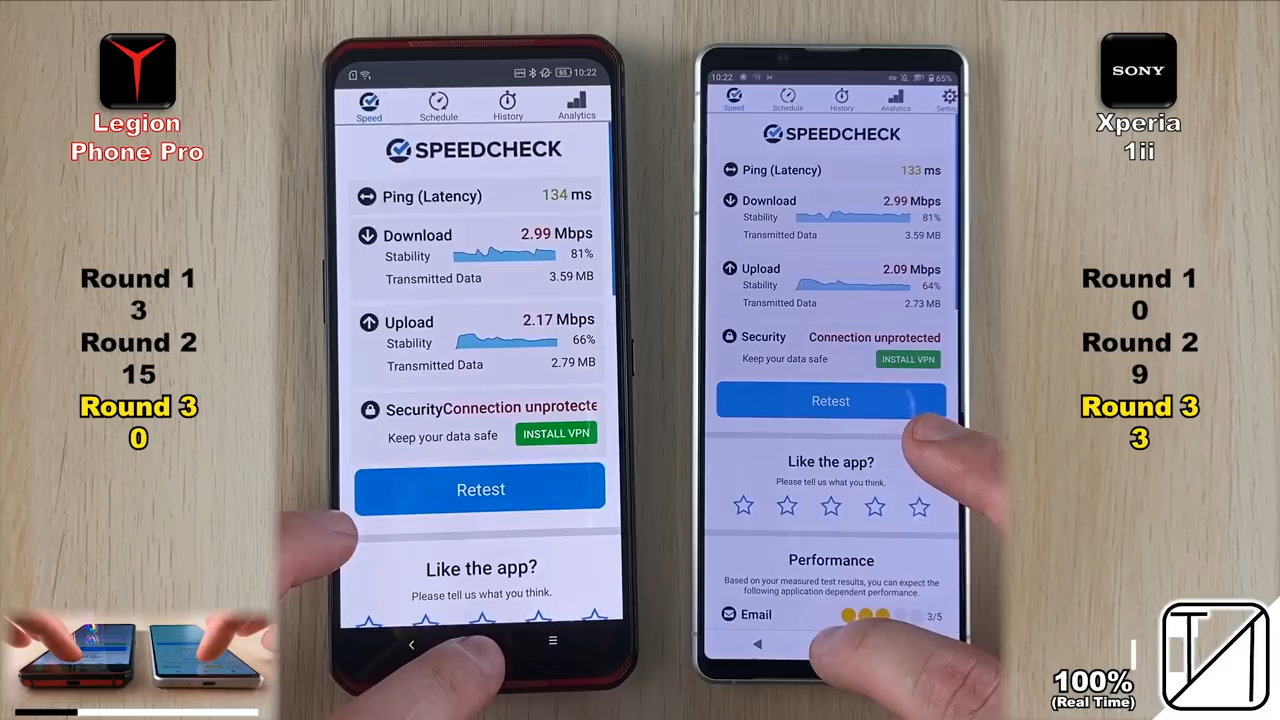 Legion
Phone Pro
Round 1
3
Round 2
15
Round 3
0
65 10:22
Speed Schedule History Analytics
SPEEDCHECK
Ping (Latency) 134 ms
Download 2.99 Mbps
Stability 81%
Transmitted Data 3.59 MB
Upload 2.17 Mbps
Stability 66%
Transmitted Data 2.79 MB
SecurityConnection unprotecte
Keep your data safe INSTALL VPN
Retest
Like the app?
Please tell us what you think.
10:22 34 65%
Speed Schedule History Analytics Settin
SPEEDCHECK
Ping (Latency) 133 ms
Download 2.99 Mbps
Stability 81%
Transmitted Data 3.59 MB
Upload 2.09 Mbps
Stability 64%
Transmitted Data 2.73 MB
Security Connection unprotected
Keep your data safe INSTALL VPN
Retest
Like the app?
Please tell us what you think.
Performance
Based on your measured test results, you can expect the
following application dependent performance.
Email 3/5
SONY
Xperia
1ii
Round 1
0
Round 2
9
Round 3
3
100%
(Real Time)